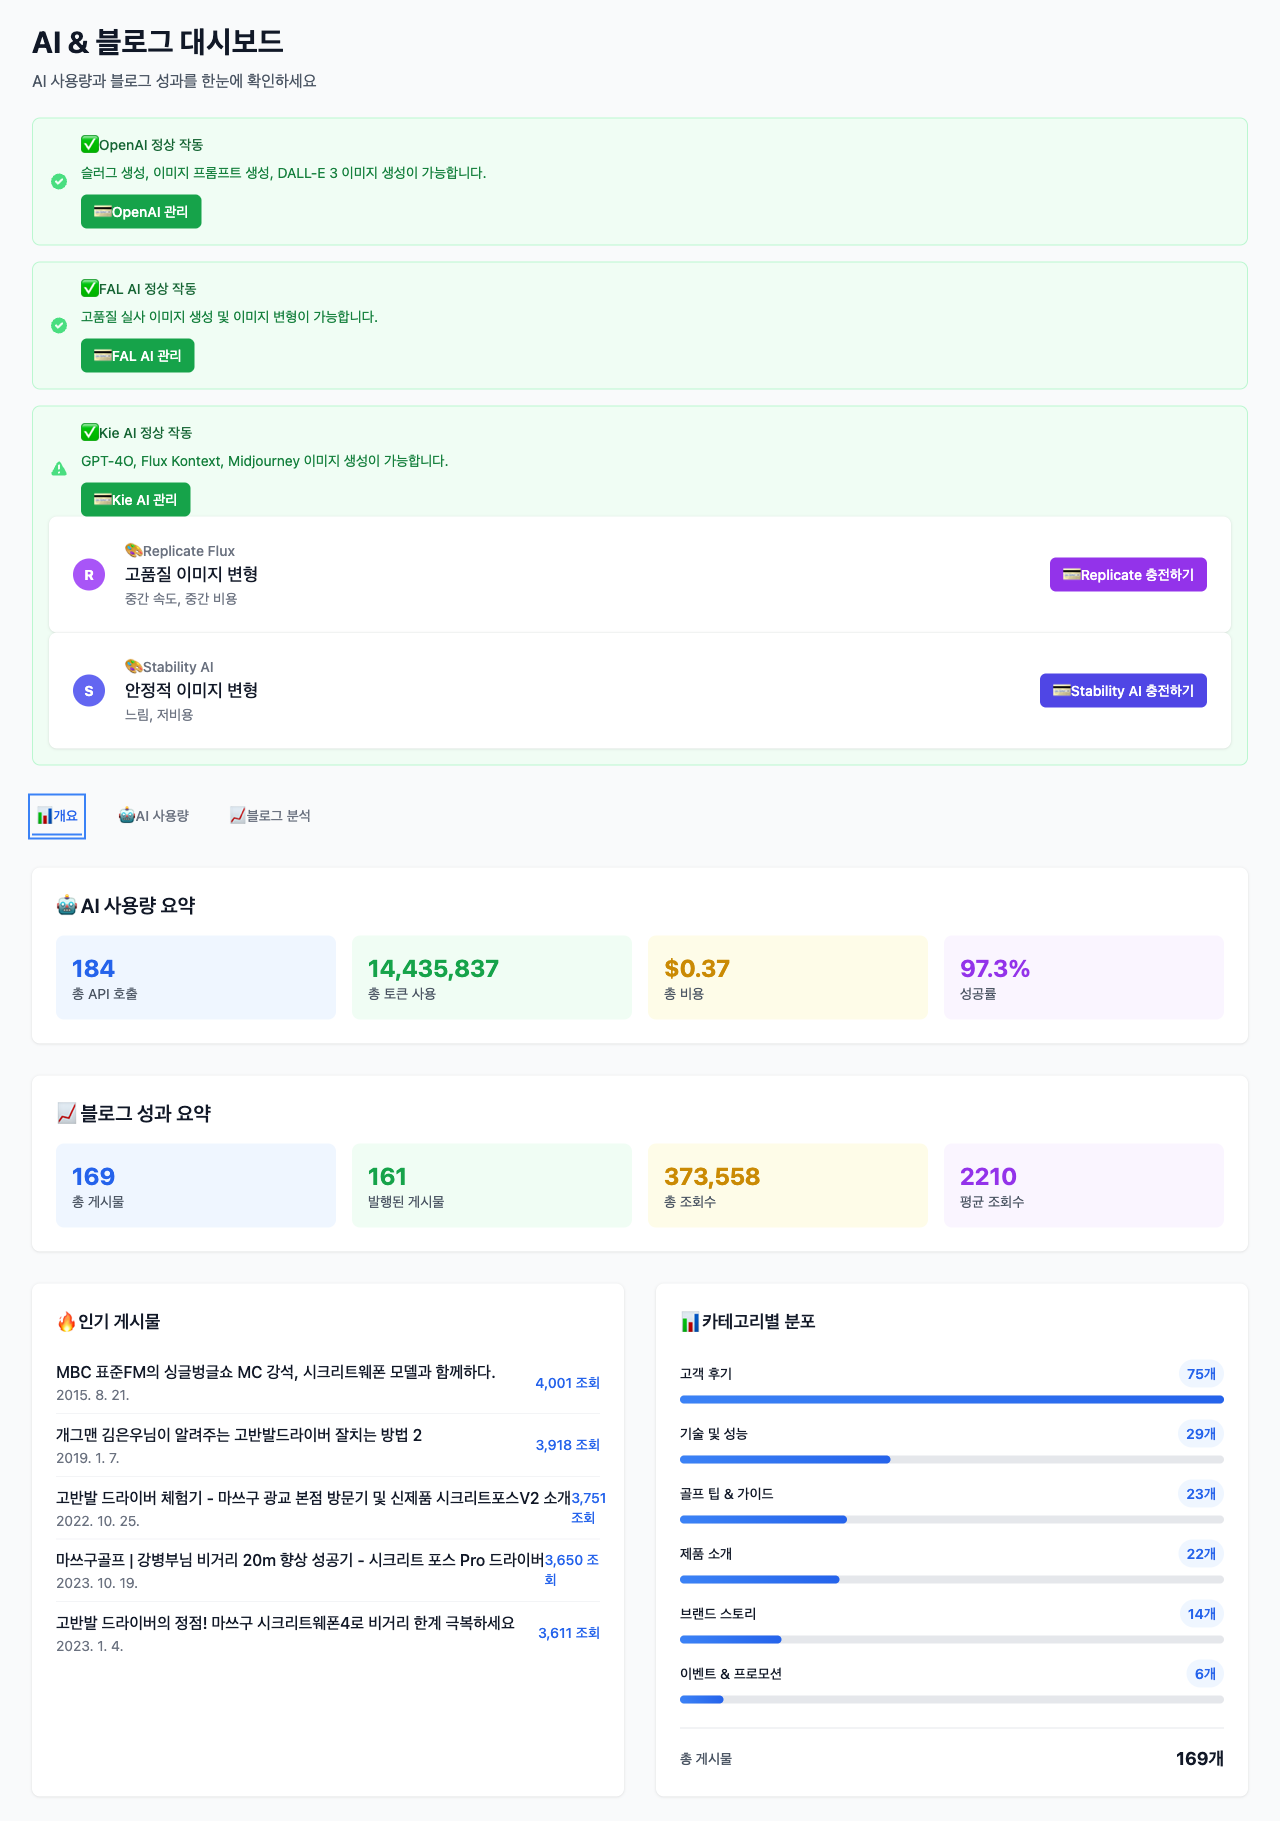 AI & 블로그 대시보드
AI 사용량과 블로그 성과를 한눈에 확인하세요
✅OpenAI 정상 작동
슬러그 생성, 이미지 프롬프트 생성, DALL-E 3 이미지 생성이 가능합니다.
💳OpenAI 관리
✅FAL AI 정상 작동
고품질 실사 이미지 생성 및 이미지 변형이 가능합니다.
💳FAL AI 관리
✅Kie AI 정상 작동
GPT-4O, Flux Kontext, Midjourney 이미지 생성이 가능합니다.
💳Kie AI 관리
R
🎨Replicate Flux
고품질 이미지 변형
중간 속도, 중간 비용
💳Replicate 충전하기
S
🎨Stability AI
안정적 이미지 변형
느림, 저비용
💳Stability AI 충전하기
📊개요
🤖AI 사용량
📈블로그 분석
🤖 AI 사용량 요약
184
총 API 호출
14,435,837
총 토큰 사용
$0.37
총 비용
97.3%
성공률
📈 블로그 성과 요약
169
총 게시물
161
발행된 게시물
373,558
총 조회수
2210
평균 조회수
🔥인기 게시물
MBC 표준FM의 싱글벙글쇼 MC 강석, 시크리트웨폰 모델과 함께하다.
2015. 8. 21.
4,001 조회
개그맨 김은우님이 알려주는 고반발드라이버 잘치는 방법 2
2019. 1. 7.
3,918 조회
고반발 드라이버 체험기 - 마쓰구 광교 본점 방문기 및 신제품 시크리트포스V2 소개
2022. 10. 25.
3,751
조회
마쓰구골프 | 강병부님 비거리 20m 향상 성공기 - 시크리트 포스 Pro 드라이버
2023. 10. 19.
3,650 조
회
고반발 드라이버의 정점! 마쓰구 시크리트웨폰4로 비거리 한계 극복하세요
2023. 1. 4.
3,611 조회
📊카테고리별 분포
고객 후기
75개
기술 및 성능
29개
골프 팁 & 가이드
23개
제품 소개
22개
브랜드 스토리
14개
이벤트 & 프로모션
6개
총 게시물
169개